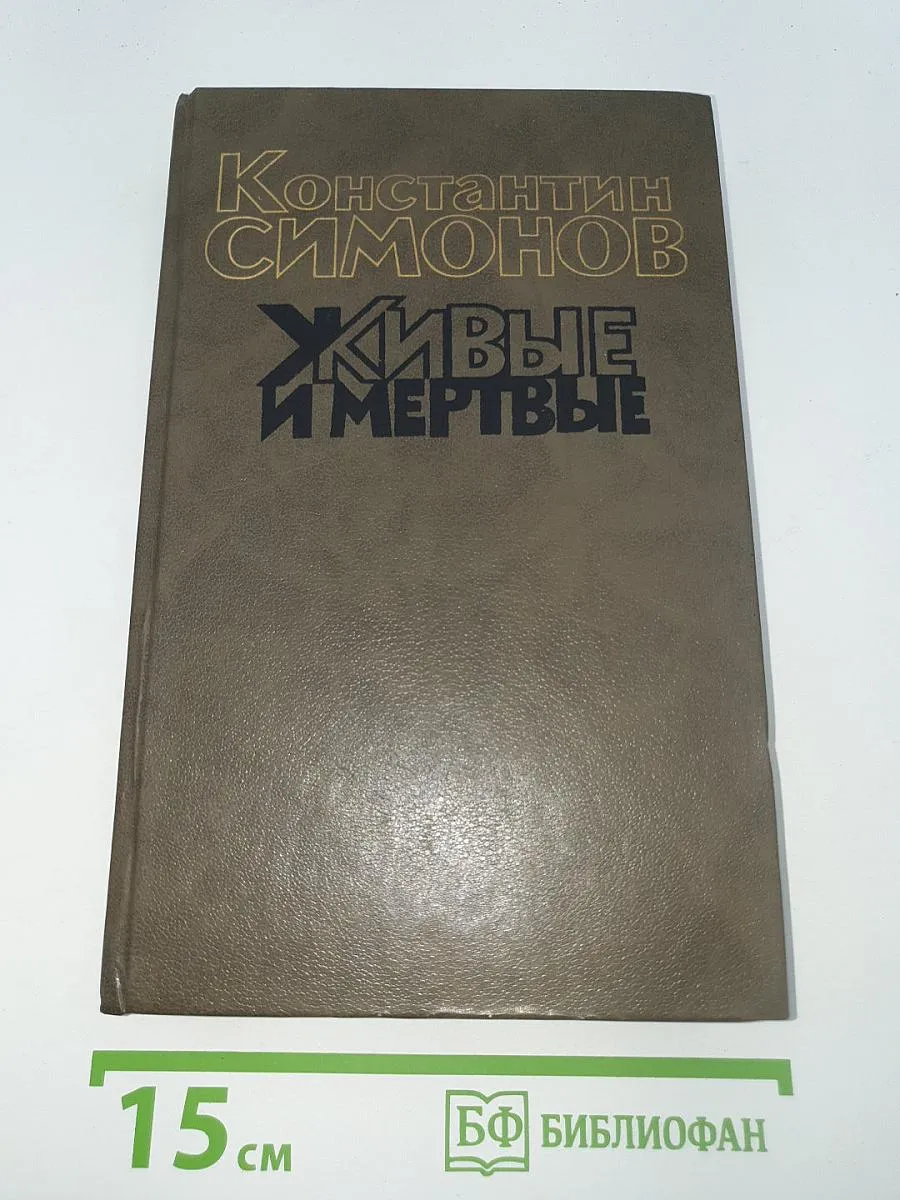 Константин
СИМОНОВ
ЖИВЫЕ
И МЕРТВЫЕ
15 см
БФ БИБЛИОФАН